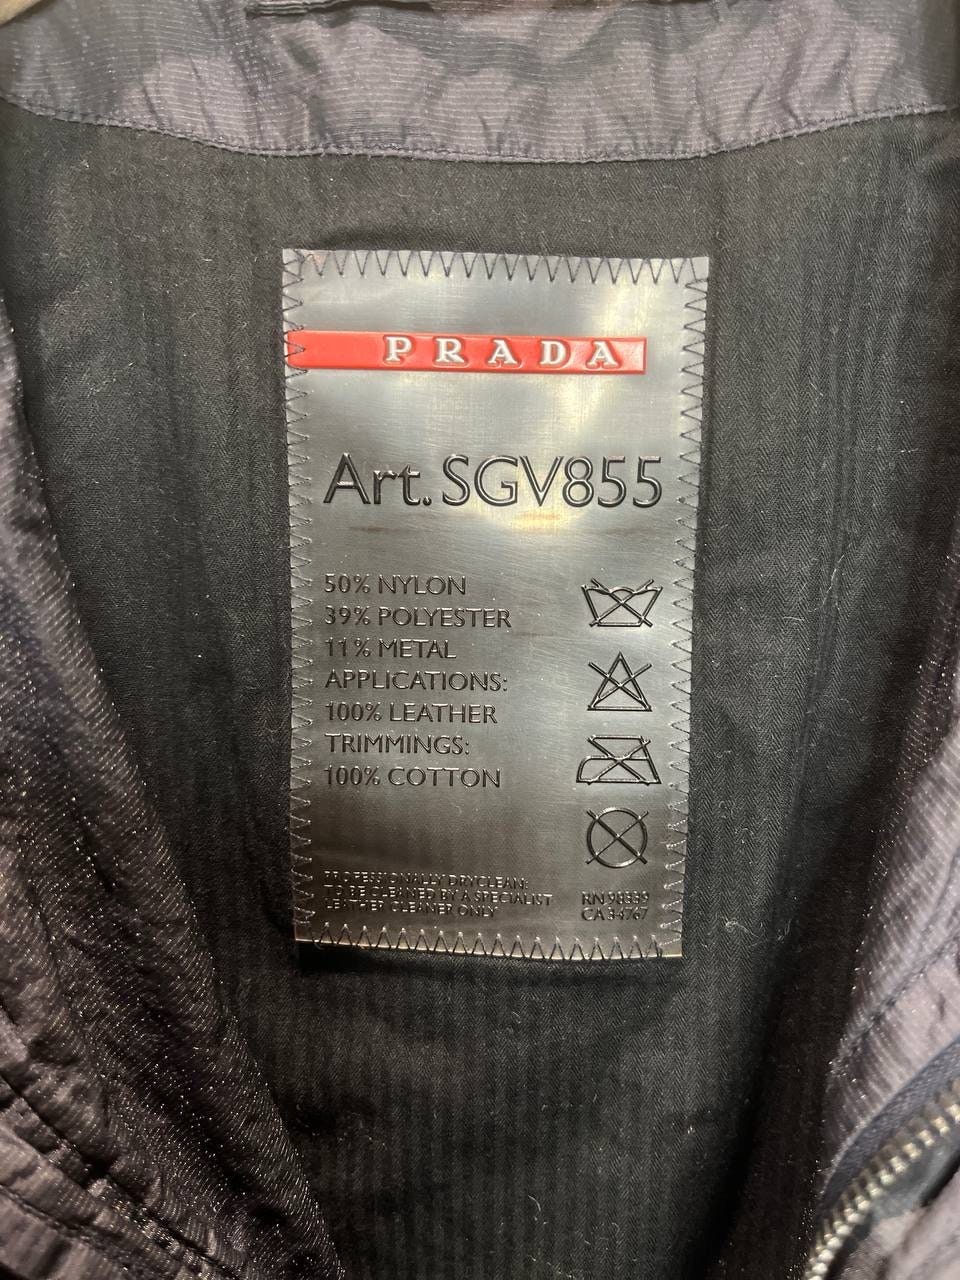 PRADA
Art. SGV855
50% NYLON
39% POLYESTER
11% METAL
APPLICATIONS:
100% LEATHER
TRIMMINGS:
100% COTTON
PROFESSIONALLY DRYCLEAN:
TO BE CLEANED BY A SPECIALIST
LEATHER CLEANER ONLY
RN 98339
CA 34767